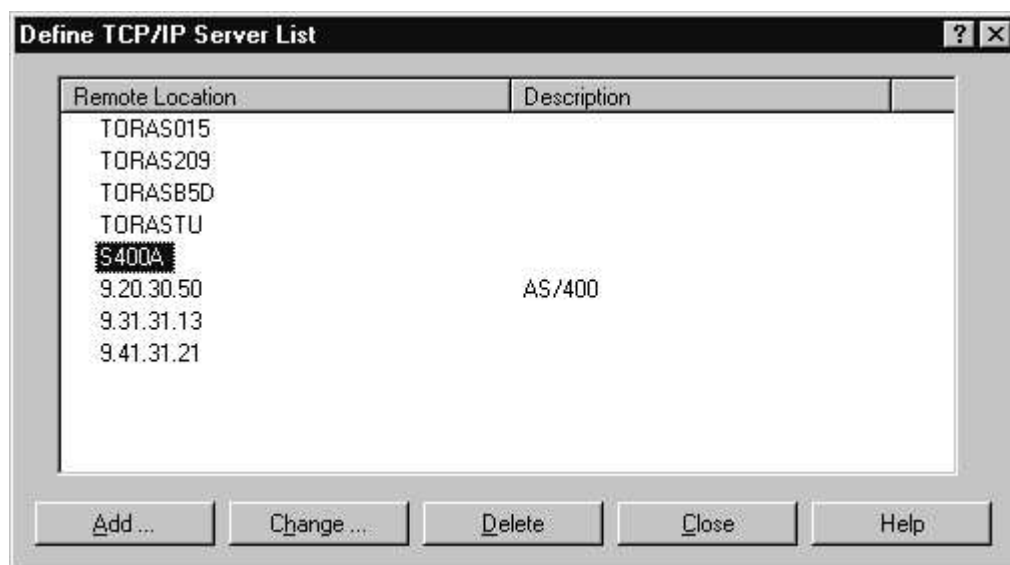 Define TCP/IP Server List
Remote Location Description
TORAS015
TORAS209
TORASB5D
TORASTU
S400A
9.20.30.50 AS/400
9.31.31.13
9.41.31.21
Add ... Change ... Delete Close Help